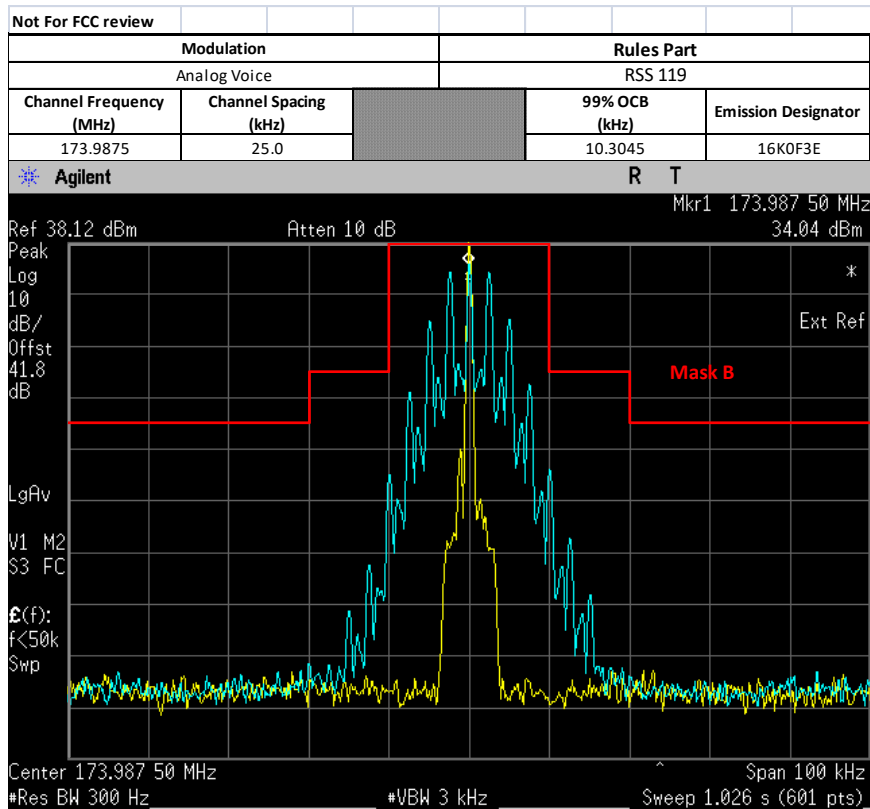 Not For FCC review
Modulation Rules Part
Analog Voice RSS 119
Channel Frequency (MHz) Channel Spacing (kHz) 99% OCB (kHz) Emission Designator
173.9875 25.0 10.3045 16K0F3E
Agilent R T
Mkr1 173.987 50 MHz
Ref 38.12 dBm Atten 10 dB 34.04 dBm
Peak
Log
10
dB/
Offst
41.8
dB
*
Ext Ref
Mask B
1
LgAv
V1 M2
S3 FC
£(f):
f<50k
Swp
Center 173.987 50 MHz Span 100 kHz
#Res BW 300 Hz #VBW 3 kHz Sweep 1.026 s (601 pts)